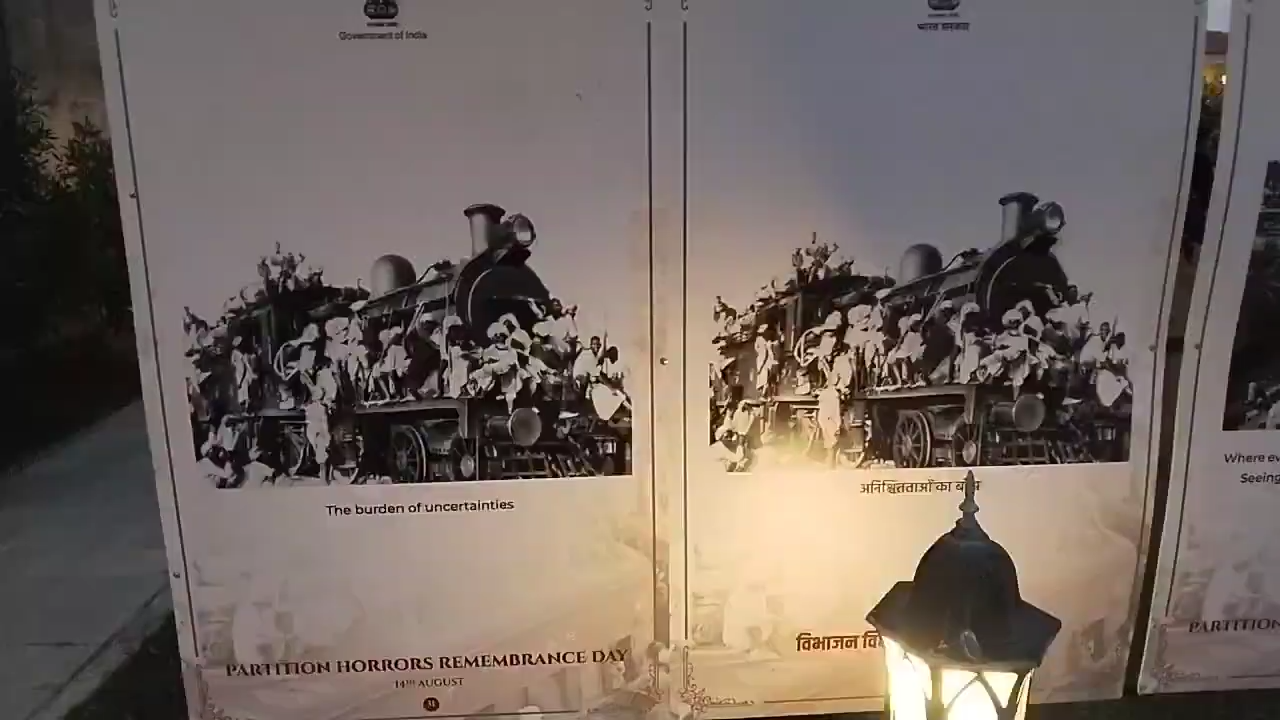 Government of India
The burden of uncertainties
PARTITION HORRORS REMEMBRANCE DAY
14TH AUGUST
भारत सरकार
अनिश्चितताओं का
विभाजन
Where
Seeing
PARTITION